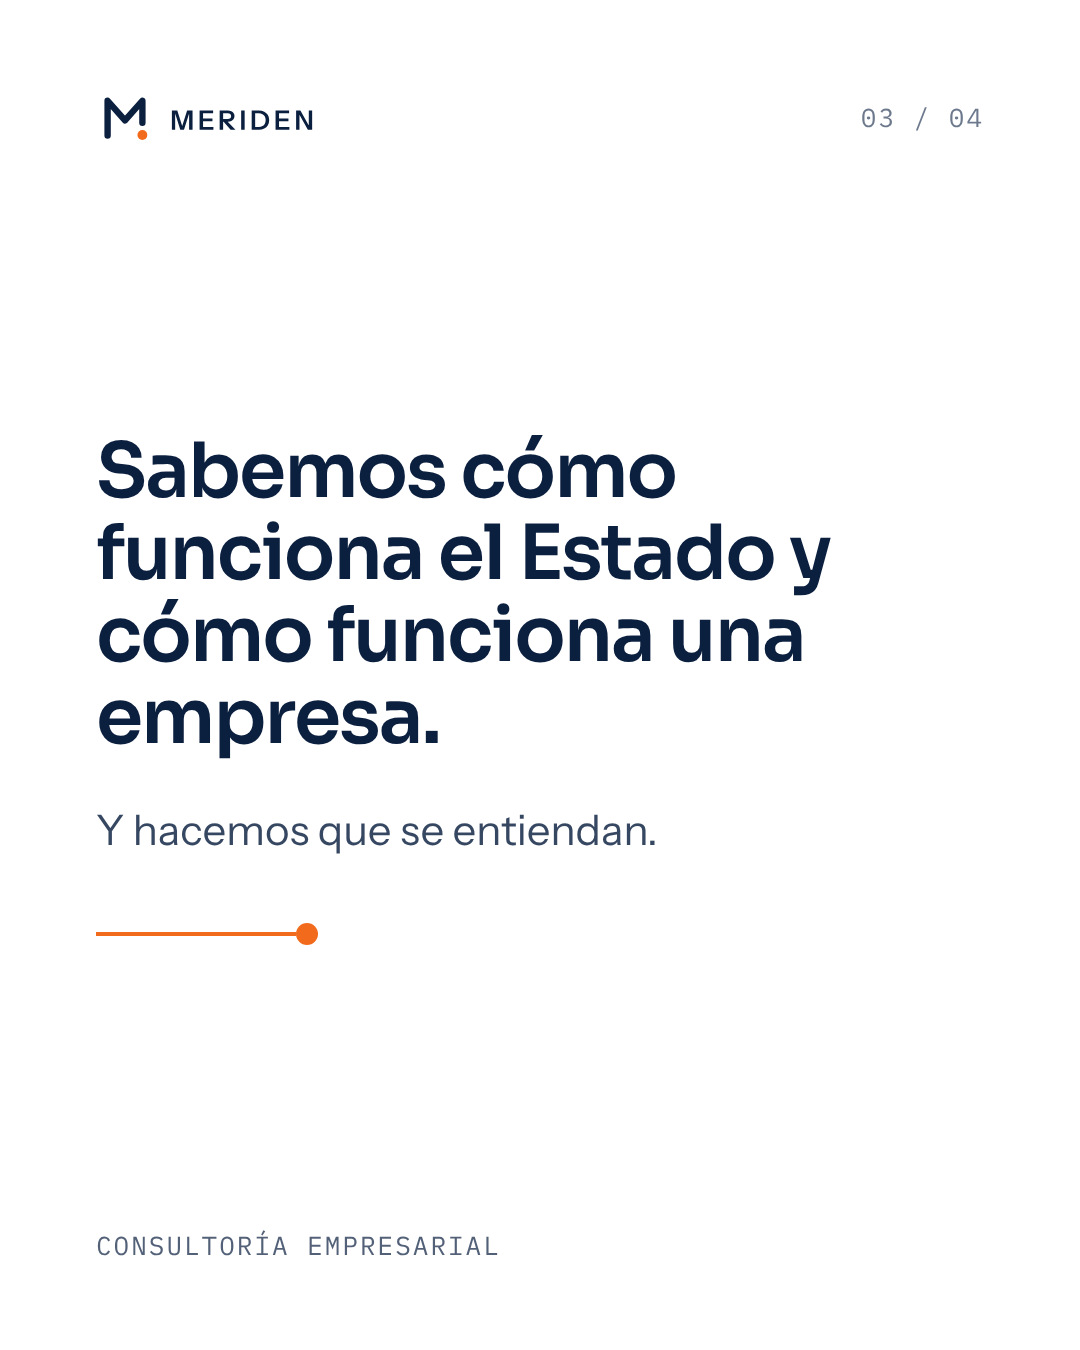 MERIDEN
03 / 04
Sabemos cómo
funciona el Estado y
cómo funciona una
empresa.
Y hacemos que se entiendan.
CONSULTORÍA EMPRESARIAL